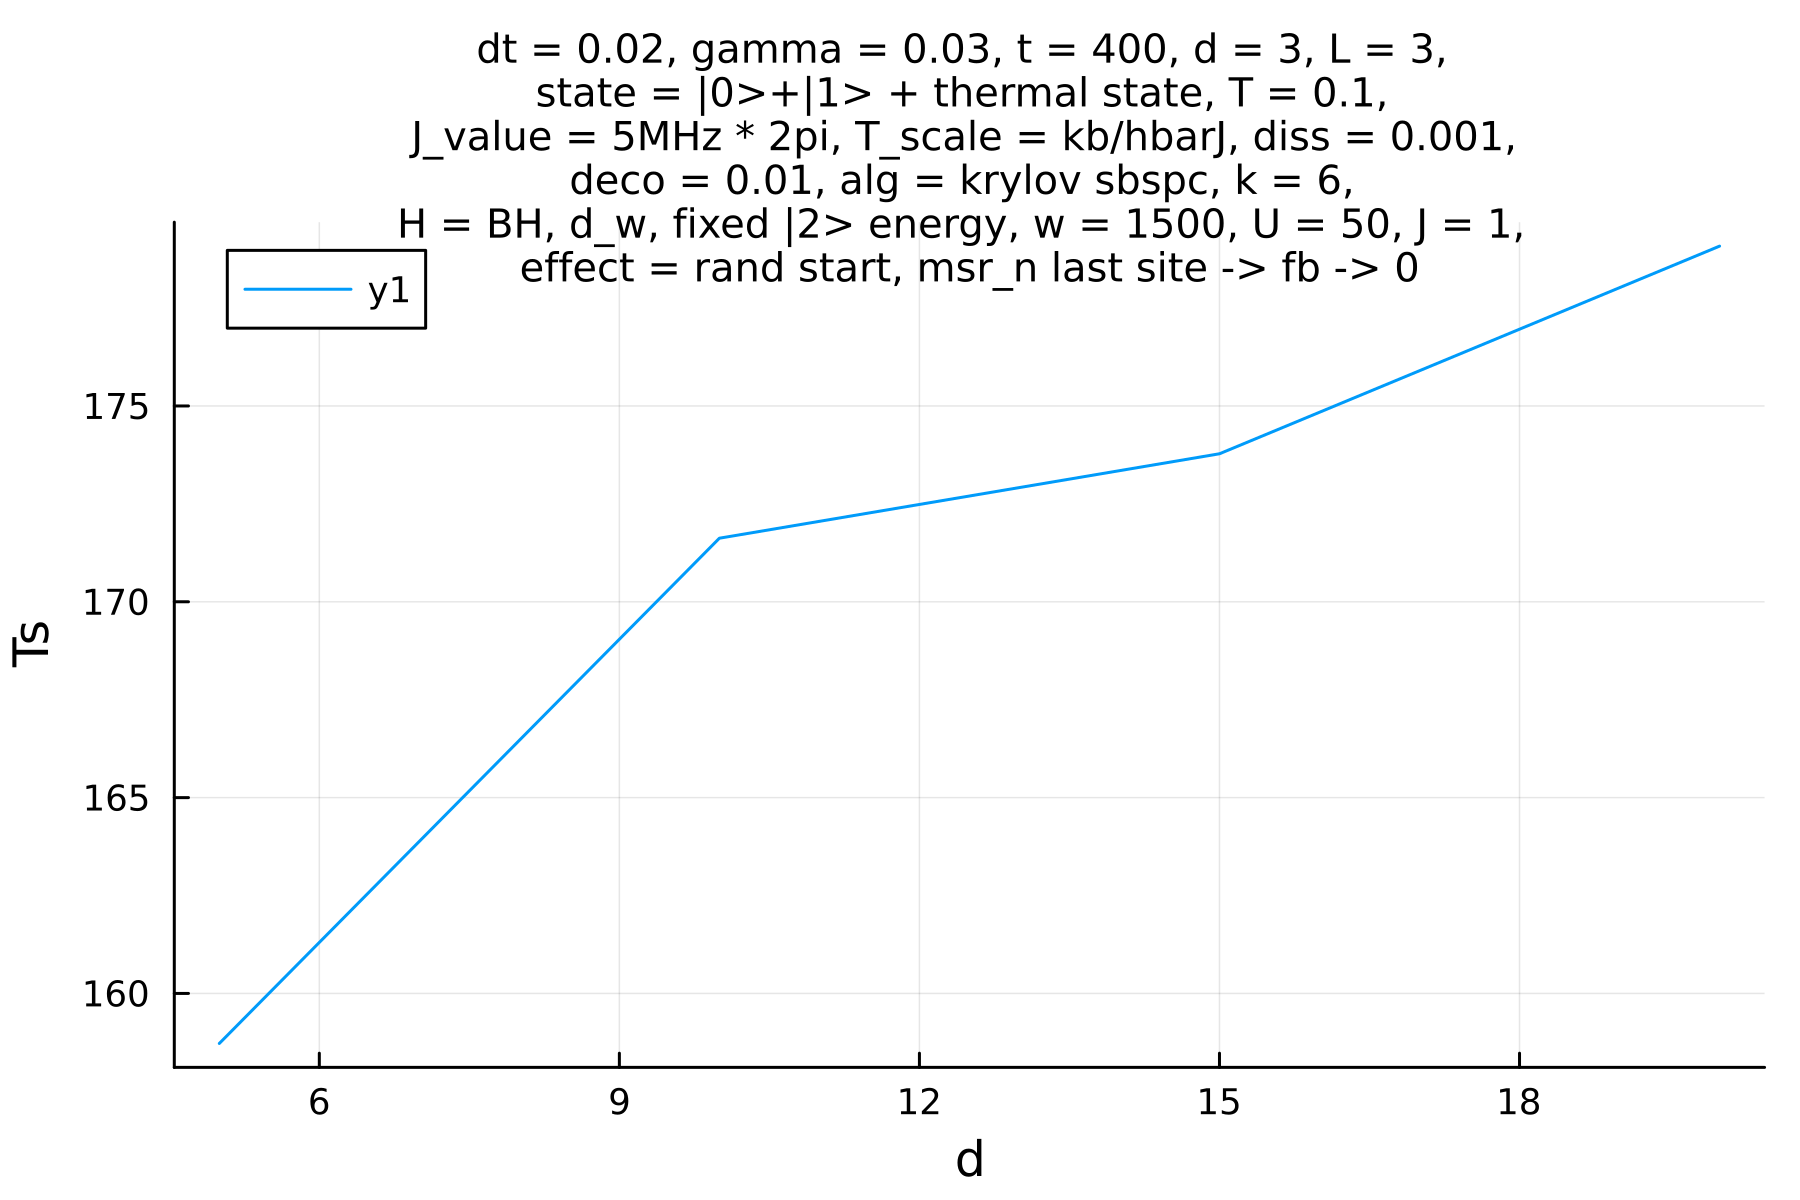 dt = 0.02, gamma = 0.03, t = 400, d = 3, L = 3,
state = |0>+|1> + thermal state, T = 0.1,
J_value = 5MHz * 2pi, T_scale = kb/hbarJ, diss = 0.001,
deco = 0.01, alg = krylov sbspc, k = 6,
H = BH, d_w, fixed |2> energy, w = 1500, U = 50, J = 1,
effect = rand start, msr_n last site -> fb -> 0
y1
175
170
165
160
Ts
6 9 12 15 18
d